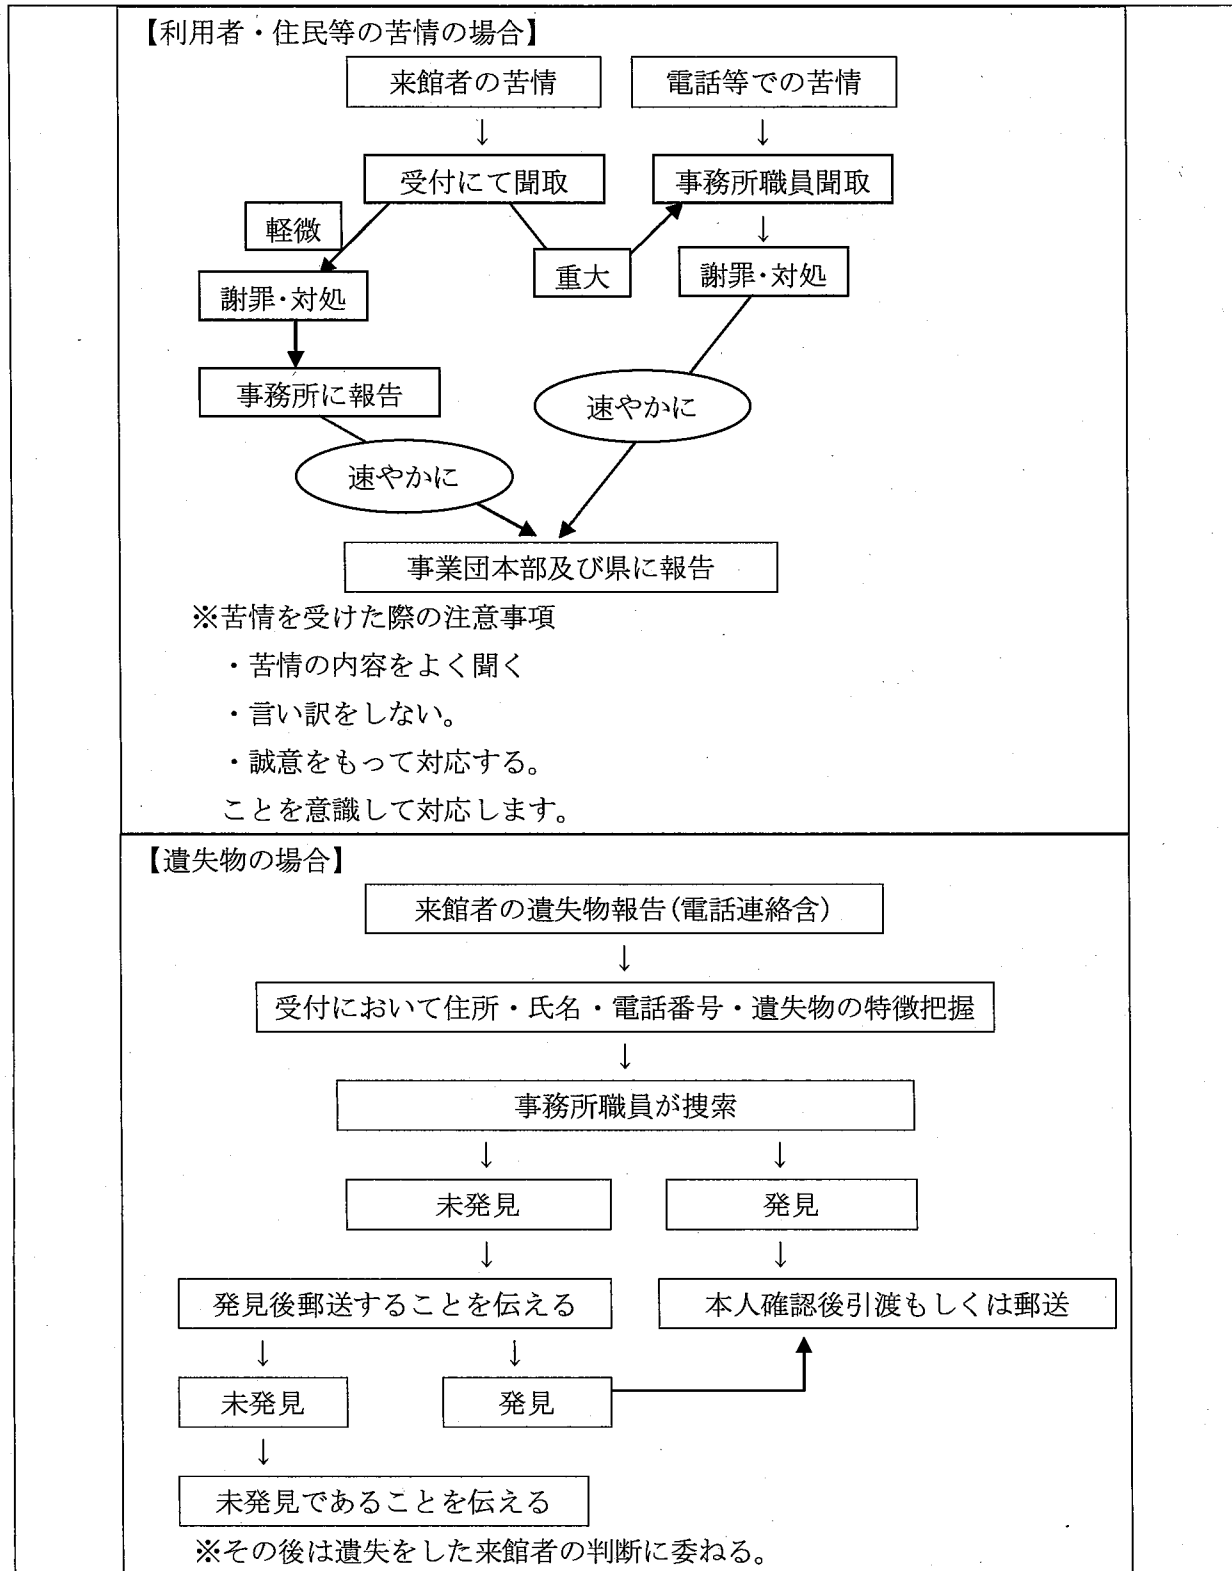 【利用者・住民等の苦情の場合】
来館者の苦情
電話等での苦情
↓
↓
受付にて聞取
事務所職員聞取
軽微
↓
重大
謝罪・対処
謝罪・対処
事務所に報告
速やかに
速やかに
事業団本部及び県に報告
※苦情を受けた際の注意事項
・苦情の内容をよく聞く
・言い訳をしない。
・誠意をもって対応する。
ことを意識して対応します。
【遺失物の場合】
来館者の遺失物報告(電話連絡含)
↓
受付において住所・氏名・電話番号・遺失物の特徴把握
↓
事務所職員が捜索
↓
↓
未発見
発見
↓
↓
発見後郵送することを伝える
本人確認後引渡もしくは郵送
↓
↓
未発見
発見
↓
未発見であることを伝える
※その後は遺失をした来館者の判断に委ねる。